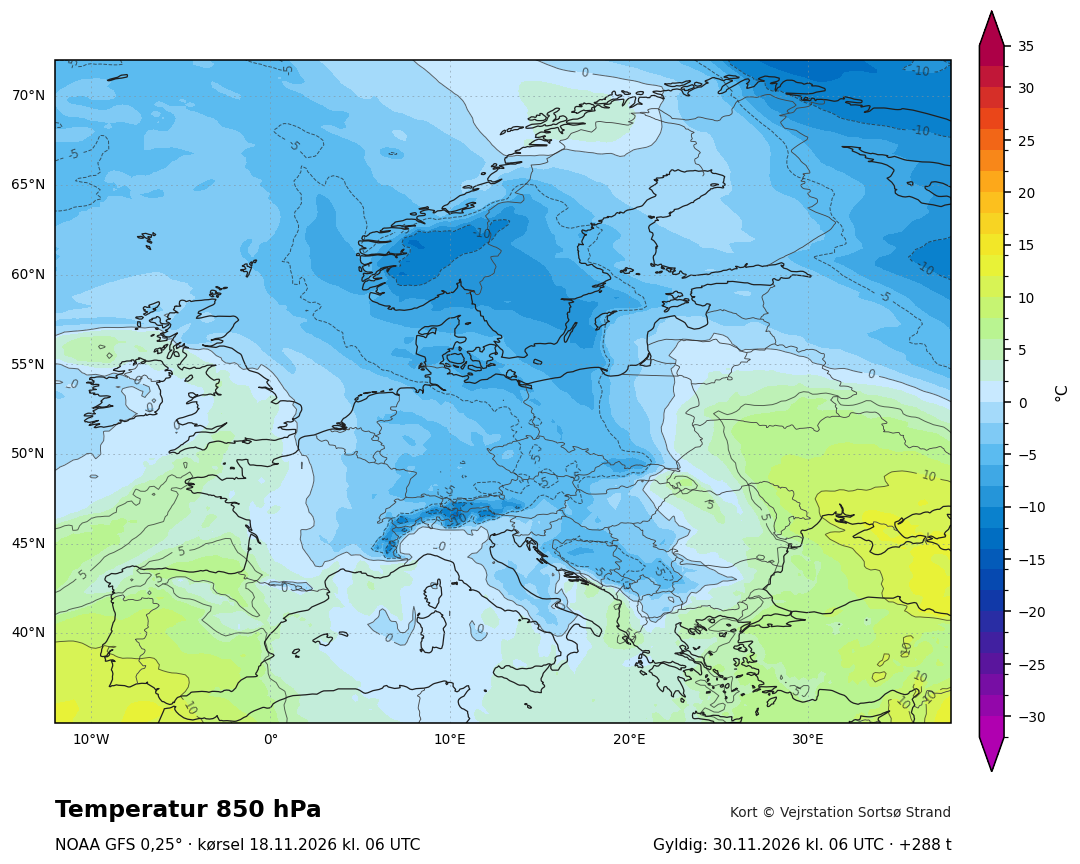 35
30
25
20
15
10
5
0
−5
−10
−15
−20
−25
−30
°C
70°N
65°N
60°N
55°N
50°N
45°N
40°N
10°W
0°
10°E
20°E
30°E
Temperatur 850 hPa
Kort © Vejrstation Sortsø Strand
NOAA GFS 0,25° · kørsel 18.11.2026 kl. 06 UTC
Gyldig: 30.11.2026 kl. 06 UTC · +288 t